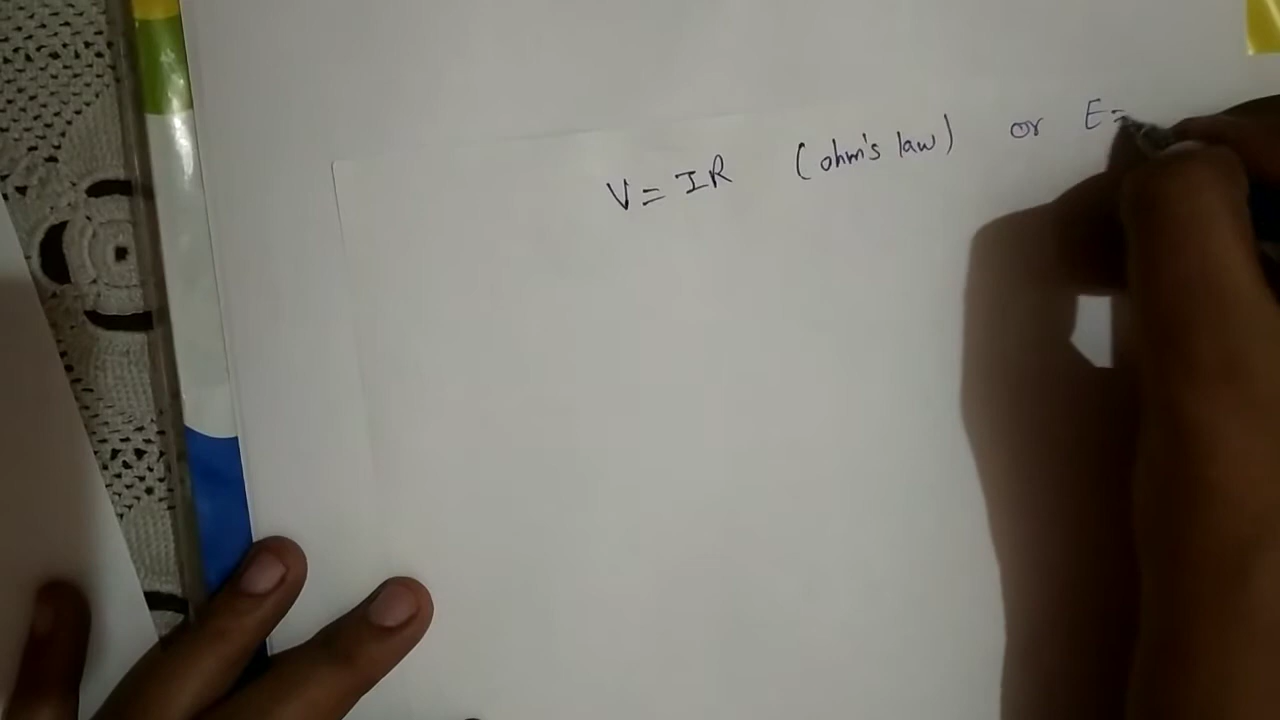 V = IR (ohm's law) or E=